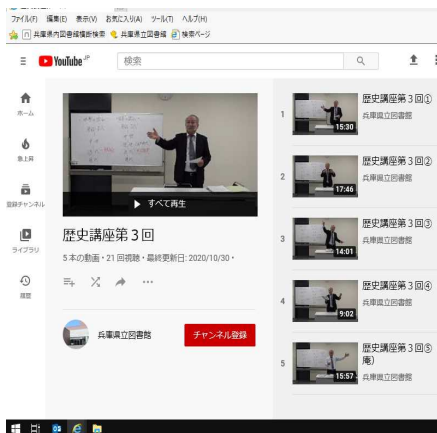 ファイル(F) 編集(E) 表示(V) お気に入り(A) ツール(T) ヘルプ(H)
兵庫県内図書館横断検索 兵庫県立図書館 検索ページ
YouTube JP
検索
ホーム
急上昇
登録チャンネル
ライブラリ
履歴
すべて再生
歴史講座第３回
5 本の動画・21 回視聴・最終更新日: 2020/10/30・
兵庫県立図書館
チャンネル登録
1
15:30
歴史講座第３回①
兵庫県立図書館
2
17:46
歴史講座第３回②
兵庫県立図書館
3
14:01
歴史講座第３回③
兵庫県立図書館
4
9:02
歴史講座第３回④
兵庫県立図書館
5
15:57
歴史講座第３回⑤
庵）
兵庫県立図書館